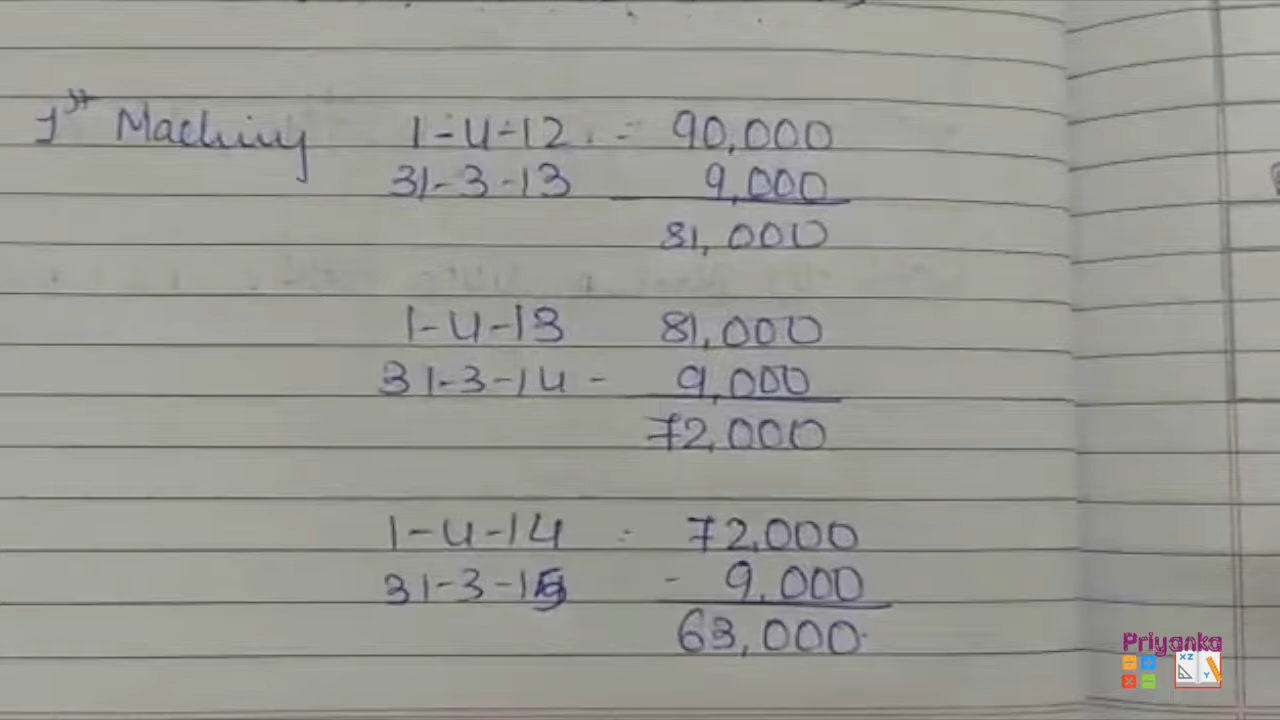 1st Machiny 1-4-12. = 90,000
31-3-13 9,000
81,000
1-4-13 81,000
31-3-14 - 9,000
72,000
1-4-14 : 72,000
31-3-15 - 9,000
63,000.
Priyanka
XZ
Y